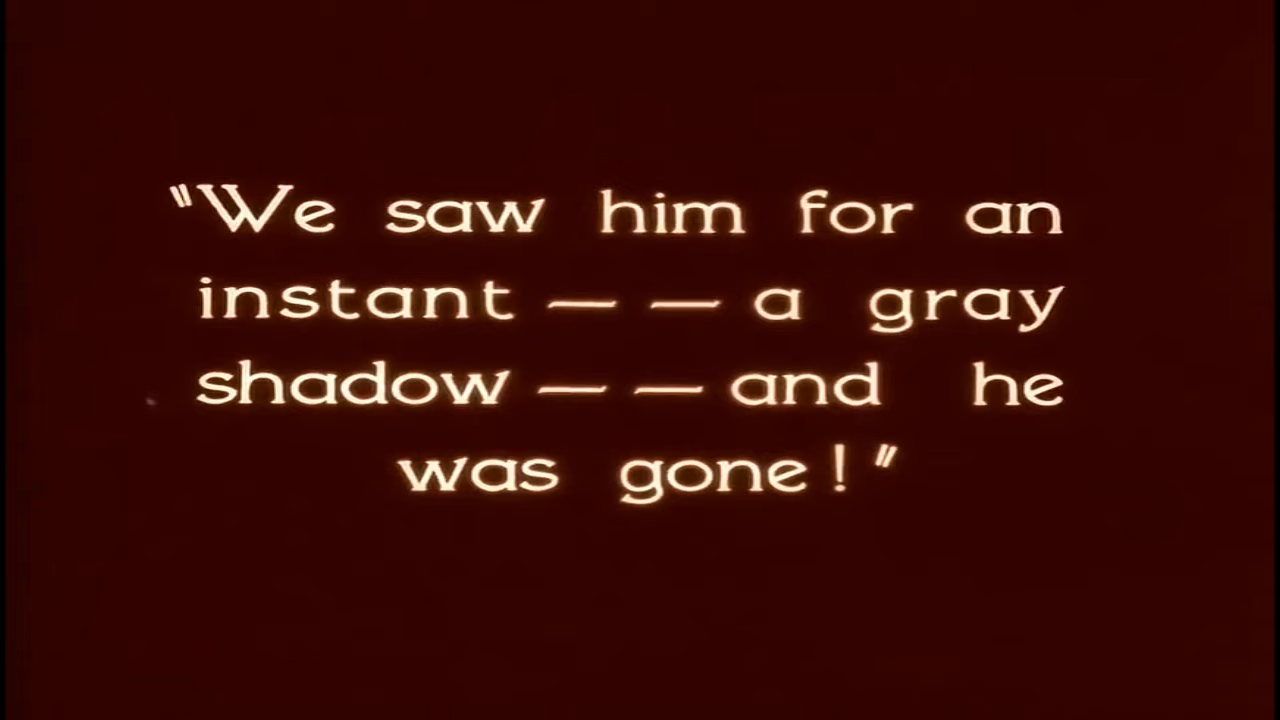 "We saw him for an
instant — — a gray
shadow — — and he
was gone!"